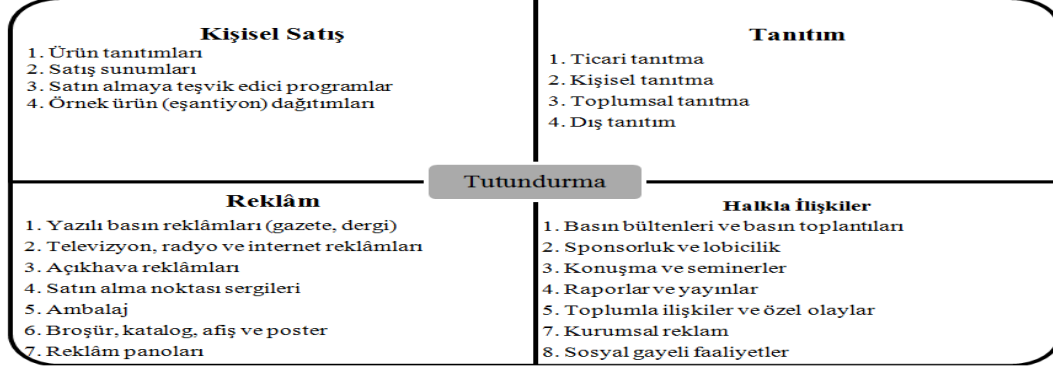 Kişisel Satış
1. Ürün tanıtımları
2. Satış sunumları
3. Satın almaya teşvik edici programlar
4. Örnek ürün (eşantiyon) dağıtımları
Tanıtım
1. Ticari tanıtma
2. Kişisel tanıtma
3. Toplumsal tanıtma
4. Dış tanıtım
Tutundurma
Reklâm
1. Yazılı basın reklâmları (gazete, dergi)
2. Televizyon, radyo ve internet reklâmları
3. Açıkhava reklâmları
4. Satın alma noktası sergileri
5. Ambalaj
6. Broşür, katalog, afiş ve poster
7. Reklâm panoları
Halkla İlişkiler
1. Basın bültenleri ve basın toplantıları
2. Sponsorluk ve lobicilik
3. Konuşma ve seminerler
4. Raporlar ve yayınlar
5. Toplumla ilişkiler ve özel olaylar
7. Kurumsal reklam
8. Sosyal gayeli faaliyetler